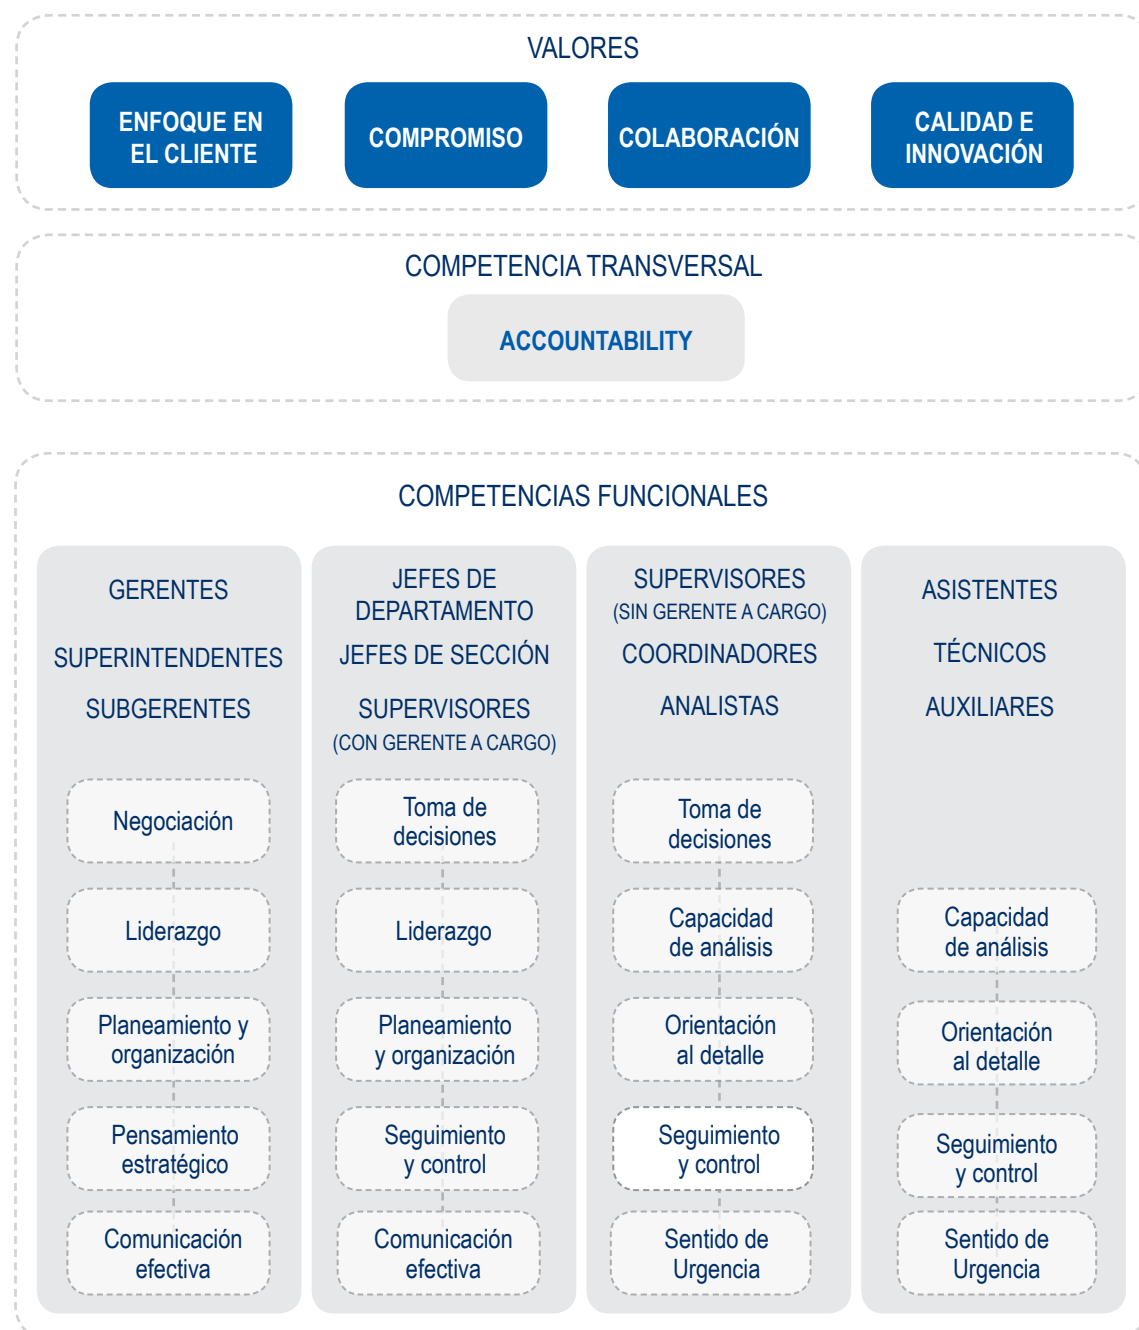 VALORES
ENFOQUE EN
EL CLIENTE
COMPROMISO
COLABORACIÓN
CALIDAD E
INNOVACIÓN
COMPETENCIA TRANSVERSAL
ACCOUNTABILITY
COMPETENCIAS FUNCIONALES
GERENTES
SUPERINTENDENTES
SUBGERENTES
Negociación
Liderazgo
Planeamiento y
organización
Pensamiento
estratégico
Comunicación
efectiva
JEFES DE
DEPARTAMENTO
JEFES DE SECCIÓN
SUPERVISORES
(CON GERENTE A CARGO)
Toma de
decisiones
Liderazgo
Planeamiento
y organización
Seguimiento
y control
Comunicación
efectiva
SUPERVISORES
(SIN GERENTE A CARGO)
COORDINADORES
ANALISTAS
Toma de
decisiones
Capacidad
de análisis
Orientación
al detalle
Seguimiento
y control
Sentido de
Urgencia
ASISTENTES
TÉCNICOS
AUXILIARES
Capacidad
de análisis
Orientación
al detalle
Seguimiento
y control
Sentido de
Urgencia